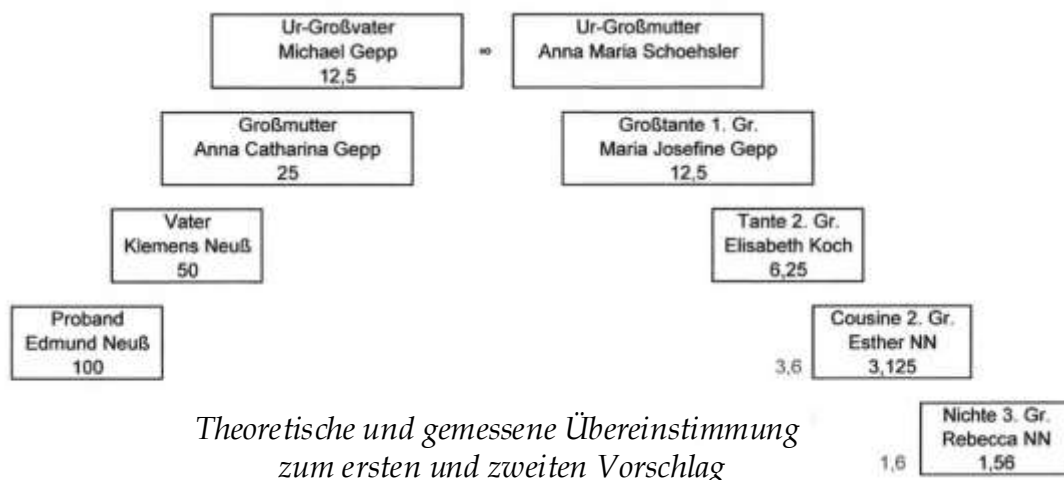 Ur-Großvater
Michael Gepp
12,5
∞
Ur-Großmutter
Anna Maria Schoehsler
Großmutter
Anna Catharina Gepp
25
Großtante 1. Gr.
Maria Josefine Gepp
12,5
Vater
Klemens Neuß
50
Tante 2. Gr.
Elisabeth Koch
6,25
Proband
Edmund Neuß
100
Cousine 2. Gr.
Esther NN
3,6
3,125
Theoretische und gemessene Übereinstimmung
zum ersten und zweiten Vorschlag
Nichte 3. Gr.
Rebecca NN
1,6
1,56